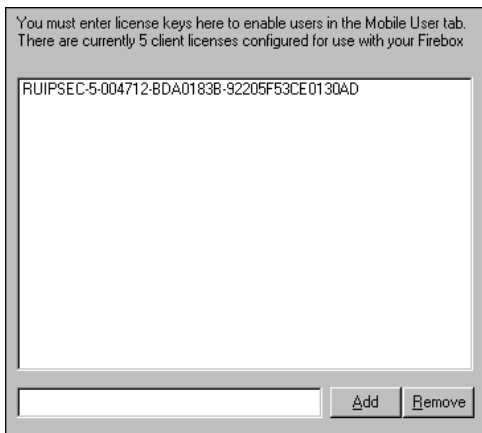 You must enter license keys here to enable users in the Mobile User tab.
There are currently 5 client licenses configured for use with your Firebox
RUIPSEC-5-004712-BDA0183B-92205F53CE0130AD
Add
Remove